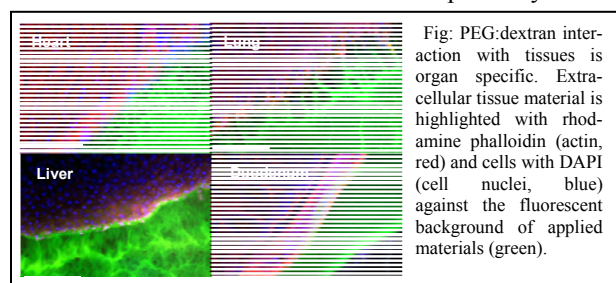 Heart
Lung
Liver
Duodenum
Fig: PEG:dextran inter-
action with tissues is
organ specific. Extra-
cellular tissue material is
highlighted with rhod-
amine phalloidin (actin,
red) and cells with DAPI
(cell nuclei, blue)
against the fluorescent
background of applied
materials (green).